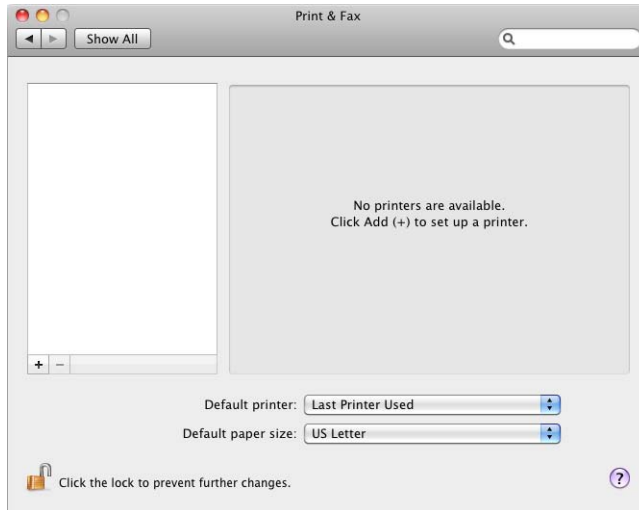 Print & Fax
Show All
No printers are available.
Click Add (+) to set up a printer.
+ −
Default printer: Last Printer Used
Default paper size: US Letter
Click the lock to prevent further changes.
?